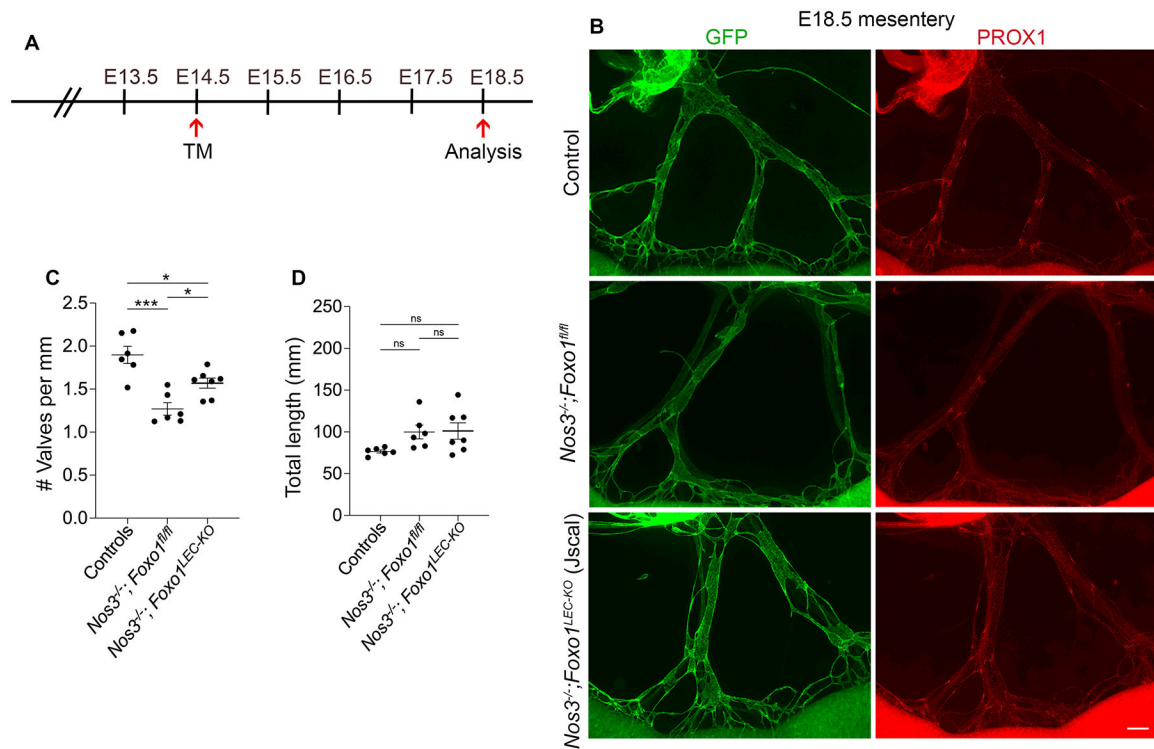 A
E13.5 E14.5 E15.5 E16.5 E17.5 E18.5
TM
Analysis
B
E18.5 mesentery
GFP
PROX1
Control
Nos3-/-;Foxo1fl/fl
Nos3-/-;Foxo1LEC-KO (Jscal)
C
# Valves per mm
2.5
2.0
1.5
1.0
0.5
0.0
*
***
*
Controls
Nos3-/-; Foxo1fl/fl
Nos3-/-; Foxo1LEC-KO
D
Total length (mm)
250
200
150
100
50
0
ns
ns
ns
Controls
Nos3-/-; Foxo1fl/fl
Nos3-/-; Foxo1LEC-KO